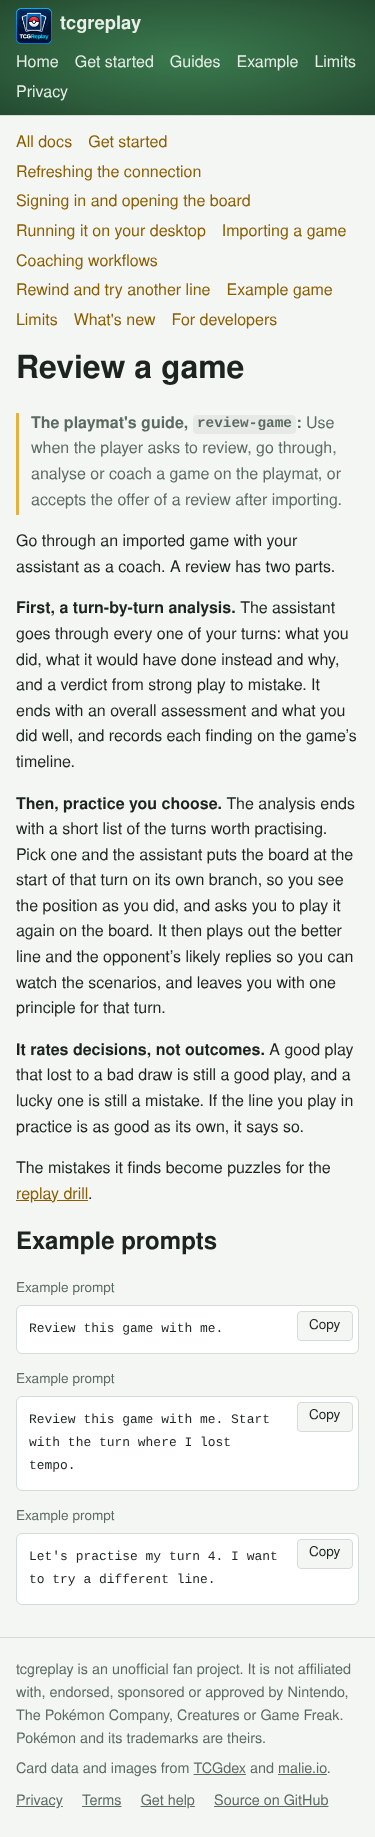 TCGReplay
tcgreplay
Home Get started Guides Example Limits
Privacy
All docs Get started
Refreshing the connection
Signing in and opening the board
Running it on your desktop Importing a game
Coaching workflows
Rewind and try another line Example game
Limits What's new For developers
Review a game
The playmat's guide, review-game: Use
when the player asks to review, go through,
analyse or coach a game on the playmat, or
accepts the offer of a review after importing.
Go through an imported game with your
assistant as a coach. A review has two parts.
First, a turn-by-turn analysis. The assistant
goes through every one of your turns: what you
did, what it would have done instead and why,
and a verdict from strong play to mistake. It
ends with an overall assessment and what you
did well, and records each finding on the game's
timeline.
Then, practice you choose. The analysis ends
with a short list of the turns worth practising.
Pick one and the assistant puts the board at the
start of that turn on its own branch, so you see
the position as you did, and asks you to play it
again on the board. It then plays out the better
line and the opponent's likely replies so you can
watch the scenarios, and leaves you with one
principle for that turn.
It rates decisions, not outcomes. A good play
that lost to a bad draw is still a good play, and a
lucky one is still a mistake. If the line you play in
practice is as good as its own, it says so.
The mistakes it finds become puzzles for the
replay drill.
Example prompts
Example prompt
Review this game with me. Copy
Example prompt
Review this game with me. Start Copy
with the turn where I lost
tempo.
Example prompt
Let's practise my turn 4. I want Copy
to try a different line.
tcgreplay is an unofficial fan project. It is not affiliated
with, endorsed, sponsored or approved by Nintendo,
The Pokémon Company, Creatures or Game Freak.
Pokémon and its trademarks are theirs.
Card data and images from TCGdex and malie.io.
Privacy Terms Get help Source on GitHub